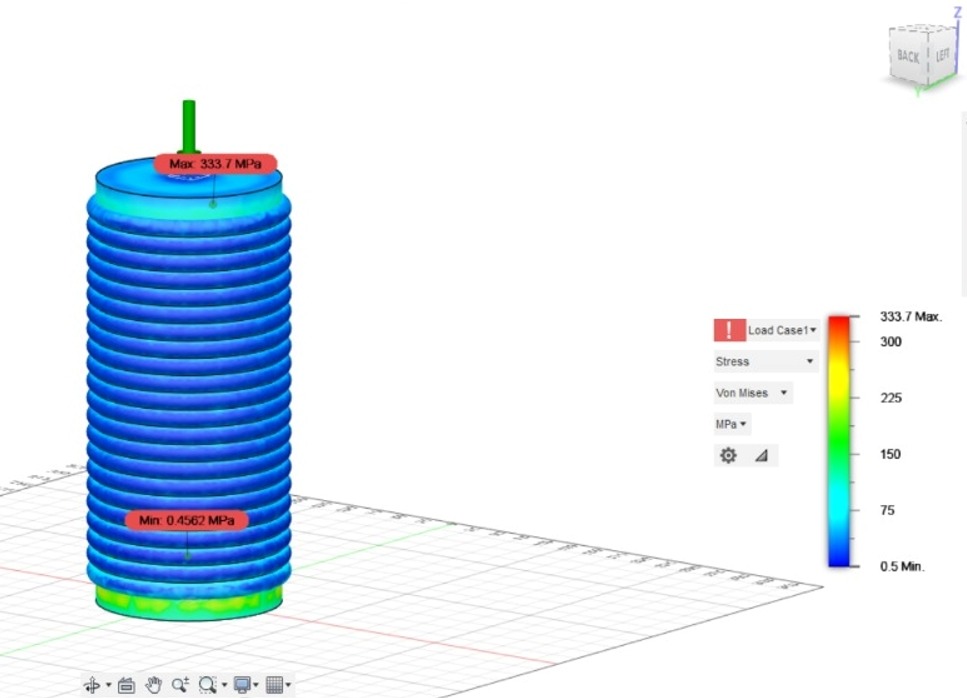 Z
BACK
LEFT
Y
Max: 333.7 MPa
333.7 Max.
Load Case1
300
Stress
Von Mises
225
MPa
150
75
Min: 0.4562 MPa
0.5 Min.